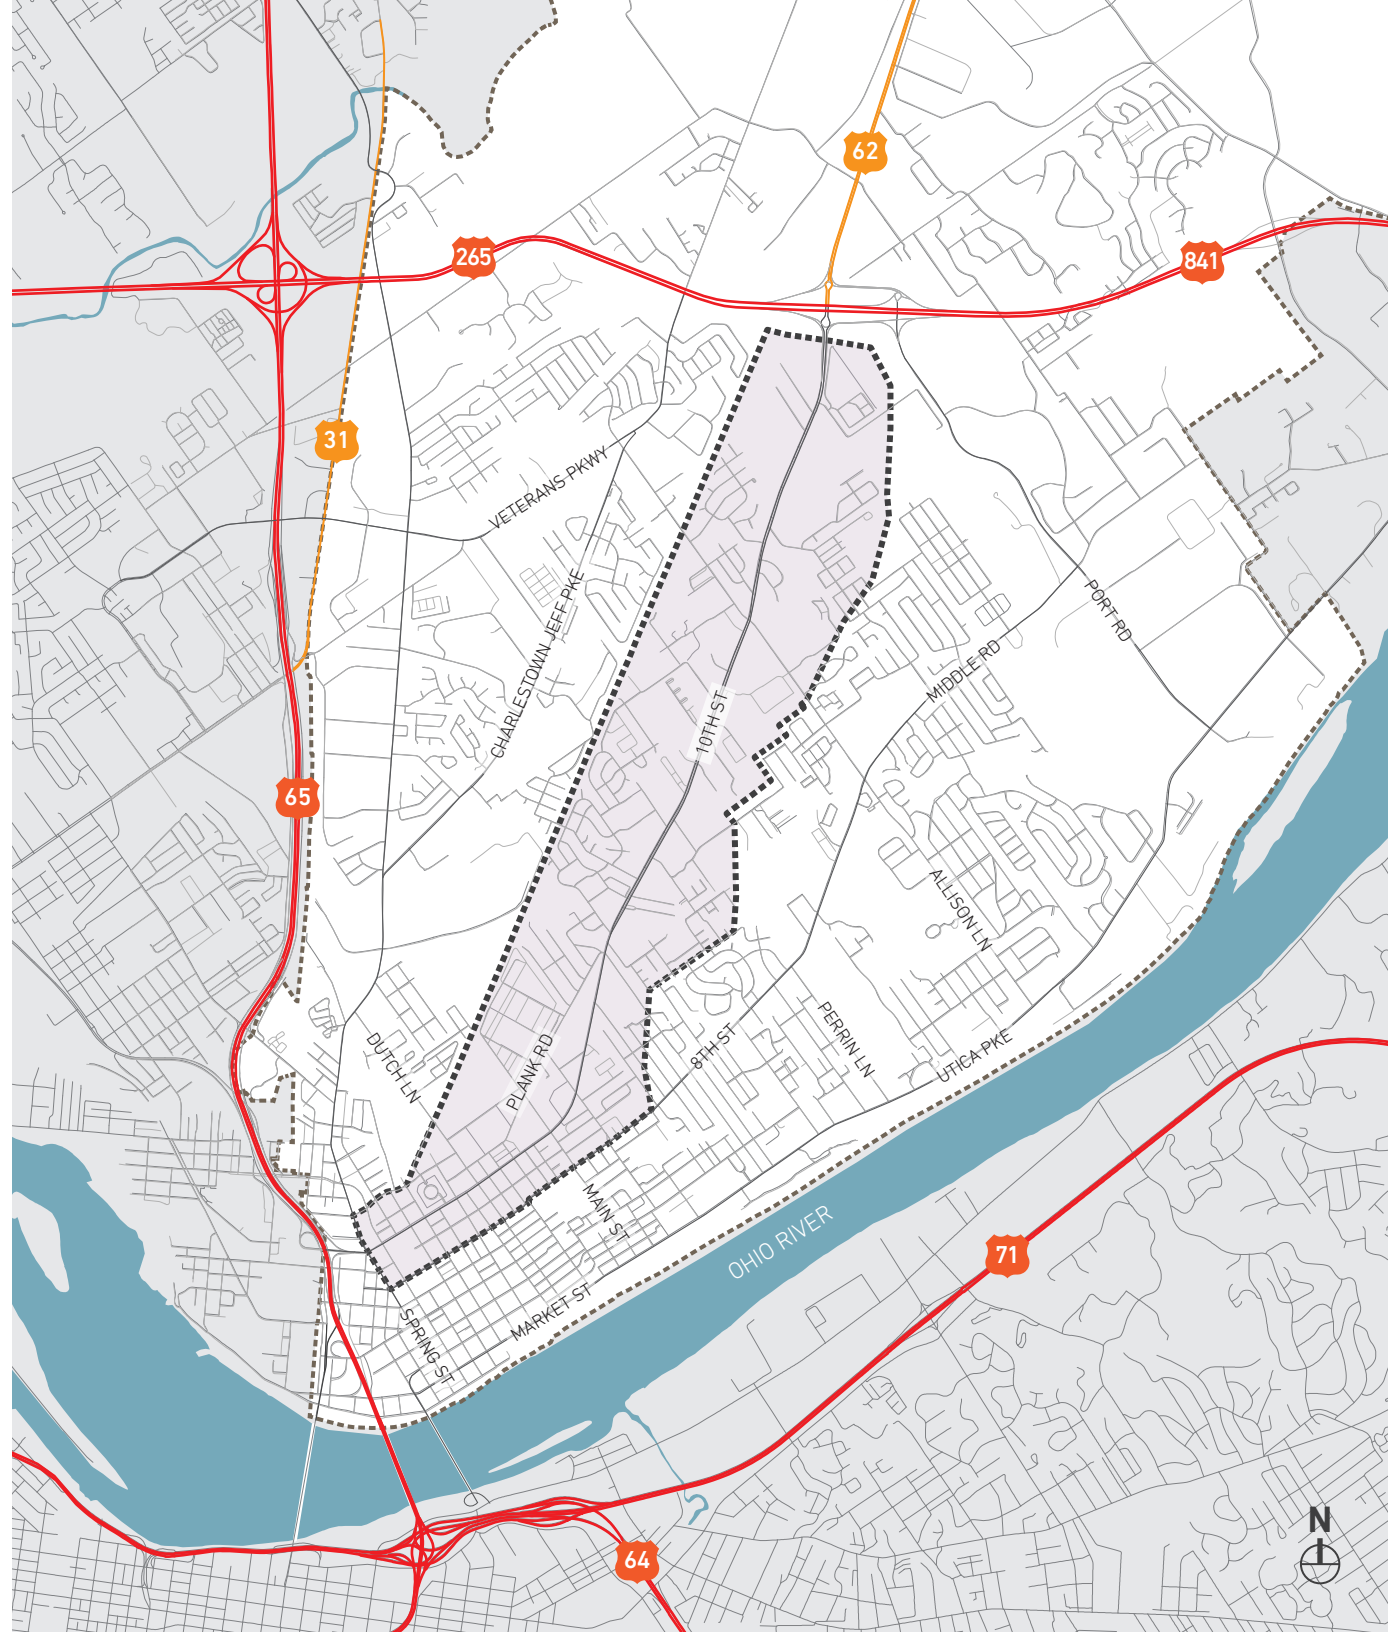 62
265
841
31
VETERANS PKWY
CHARLESTOWN JEFF PKE
PORT RD
MIDDLE RD
10TH ST
65
ALLISON LN
PERRIN LN
8TH ST
UTICA PKE
DUTCH LN
PLANK RD
MAIN ST
OHIO RIVER
71
MARKET ST
SPRING ST
N
64